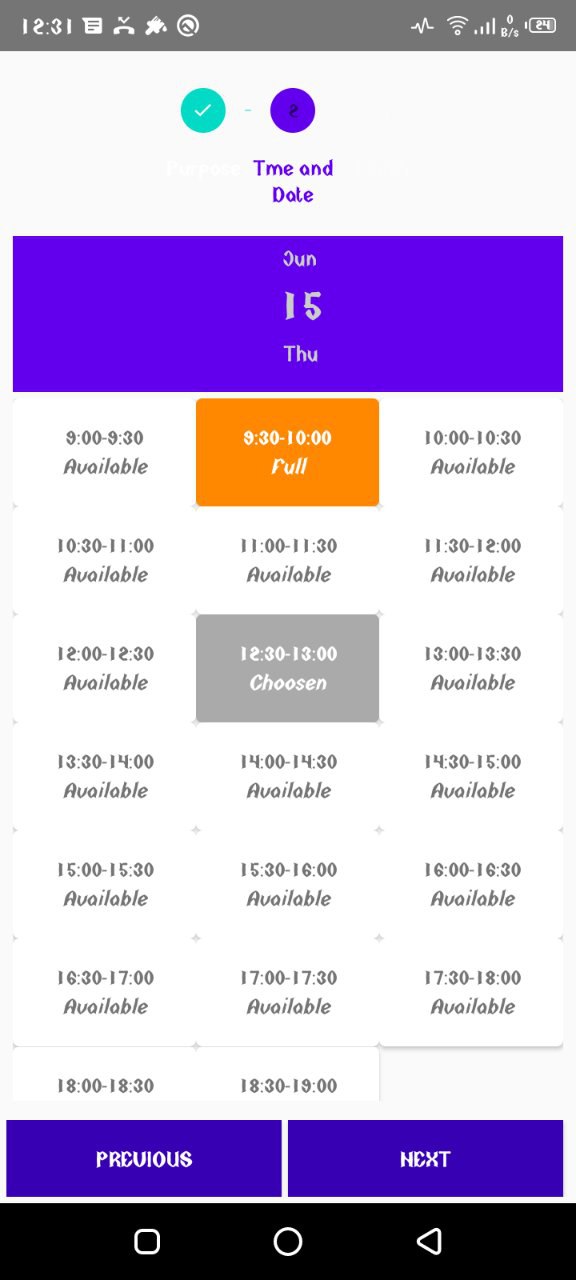 12:31
0
B/s
24
2
Purpose
Tme and
Date
Jun
15
Thu
9:00-9:30
Available
9:30-10:00
Full
10:00-10:30
Available
10:30-11:00
Available
11:00-11:30
Available
11:30-12:00
Available
12:00-12:30
Available
12:30-13:00
Choosen
13:00-13:30
Available
13:30-14:00
Available
14:00-14:30
Available
14:30-15:00
Available
15:00-15:30
Available
15:30-16:00
Available
16:00-16:30
Available
16:30-17:00
Available
17:00-17:30
Available
17:30-18:00
Available
18:00-18:30
18:30-19:00
PREVIOUS
NEXT